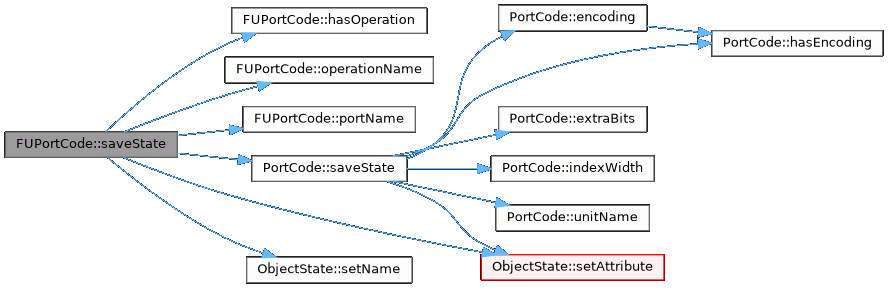 FUPortCode::saveState
FUPortCode::hasOperation
FUPortCode::operationName
FUPortCode::portName
PortCode::saveState
ObjectState::setName
PortCode::encoding
PortCode::extraBits
PortCode::indexWidth
PortCode::unitName
ObjectState::setAttribute
PortCode::hasEncoding